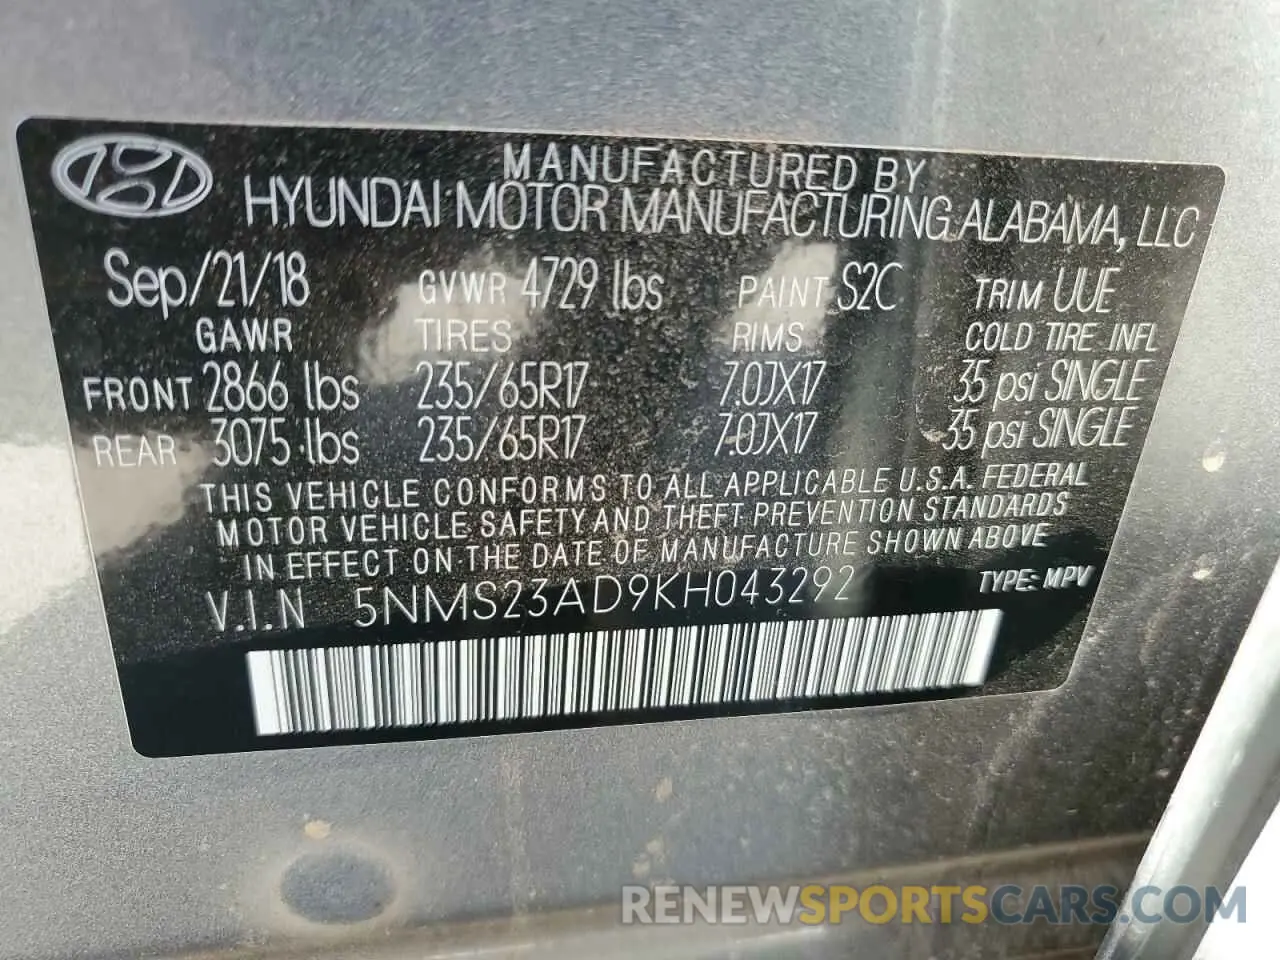 MANUFACTURED BY
HYUNDAI MOTOR MANUFACTURING ALABAMA, LLC
Sep/21/18 GVWR 4729 lbs PAINT S2C TRIM UUE
GAWR TIRES RIMS COLD TIRE INFL
FRONT 2866 lbs 235/65R17 7.0JX17 35 psi SINGLE
REAR 3075 lbs 235/65R17 7.0JX17 35 psi SINGLE
THIS VEHICLE CONFORMS TO ALL APPLICABLE U.S.A. FEDERAL
MOTOR VEHICLE SAFETY AND THEFT PREVENTION STANDARDS
IN EFFECT ON THE DATE OF MANUFACTURE SHOWN ABOVE
V.I.N 5NMS23AD9KH043292 TYPE: MPV
RENEWSPORTSCARS.COM